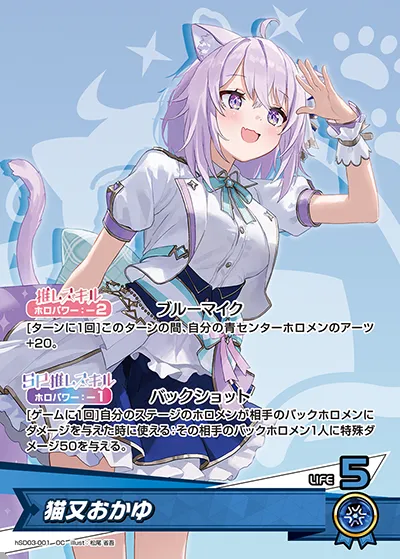 推しスキル
ホロパワー：－2
ブルーマイク
[ターンに1回]このターンの間、自分の青センターホロメンのアーツ
+20。
SP推しスキル
ホロパワー：－1
バックショット
[ゲームに1回]自分のステージのホロメンが相手のバックホロメンに
ダメージを与えた時に使える：その相手のバックホロメン1人に特殊ダ
メージ50を与える。
LIFE 5
猫又おかゆ
hSD03-001 OC illust 松尾 省吾